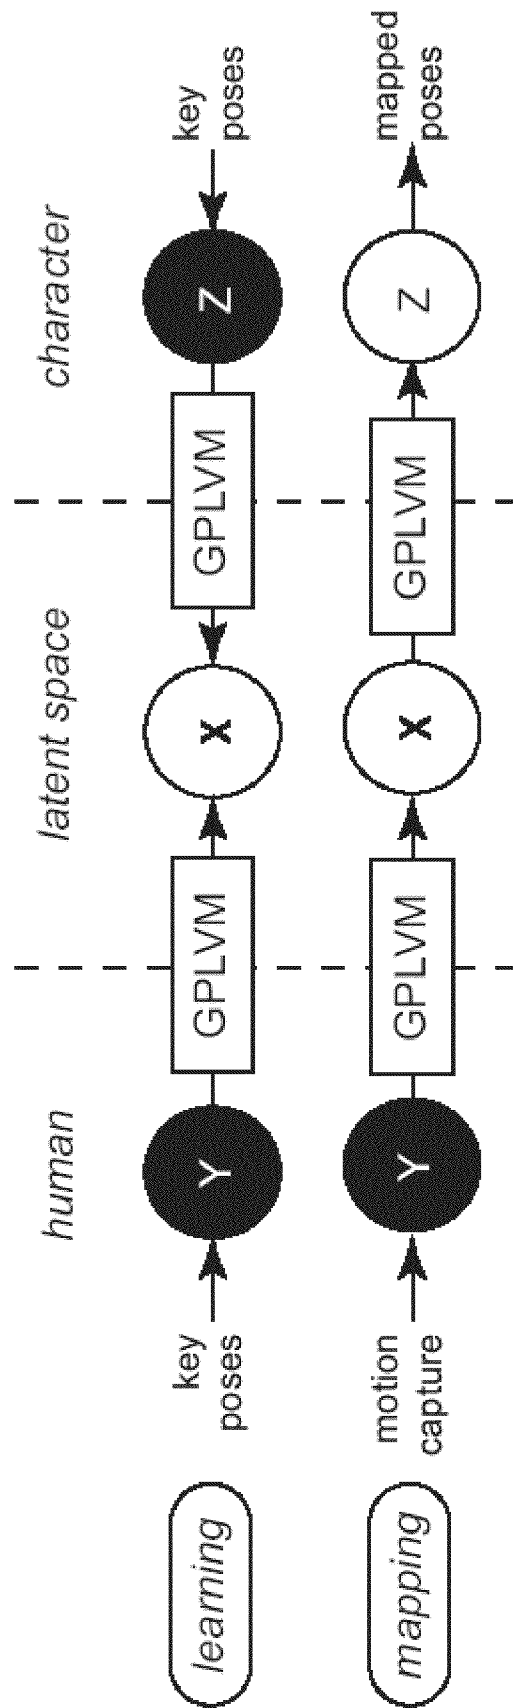 human
latent space
character
learning
key
poses
Y
GPLVM
X
GPLVM
Z
key
poses
mapping
motion
capture
Y
GPLVM
X
GPLVM
Z
mapped
poses